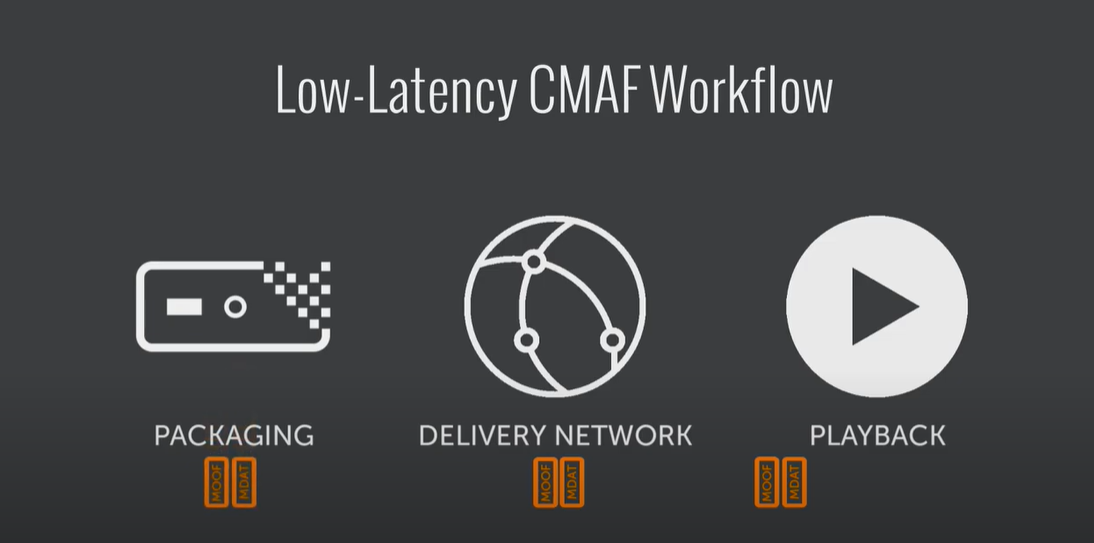 Low-Latency CMAF Workflow
PACKAGING
DELIVERY NETWORK
PLAYBACK
MOOF MDAT
MOOF MDAT
MOOF MDAT